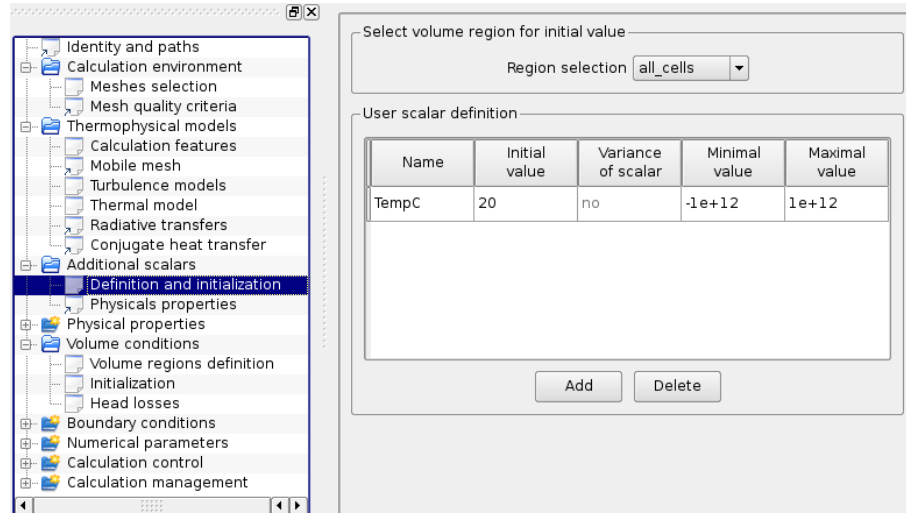 Identity and paths
Calculation environment
Meshes selection
Mesh quality criteria
Thermophysical models
Calculation features
Mobile mesh
Turbulence models
Thermal model
Radiative transfers
Conjugate heat transfer
Additional scalars
Definition and initialization
Physicals properties
Physical properties
Volume conditions
Volume regions definition
Initialization
Head losses
Boundary conditions
Numerical parameters
Calculation control
Calculation management
Select volume region for initial value
Region selection all_cells
User scalar definition
Name Initial value Variance of scalar Minimal value Maximal value
TempC 20 no -1e+12 1e+12
Add Delete